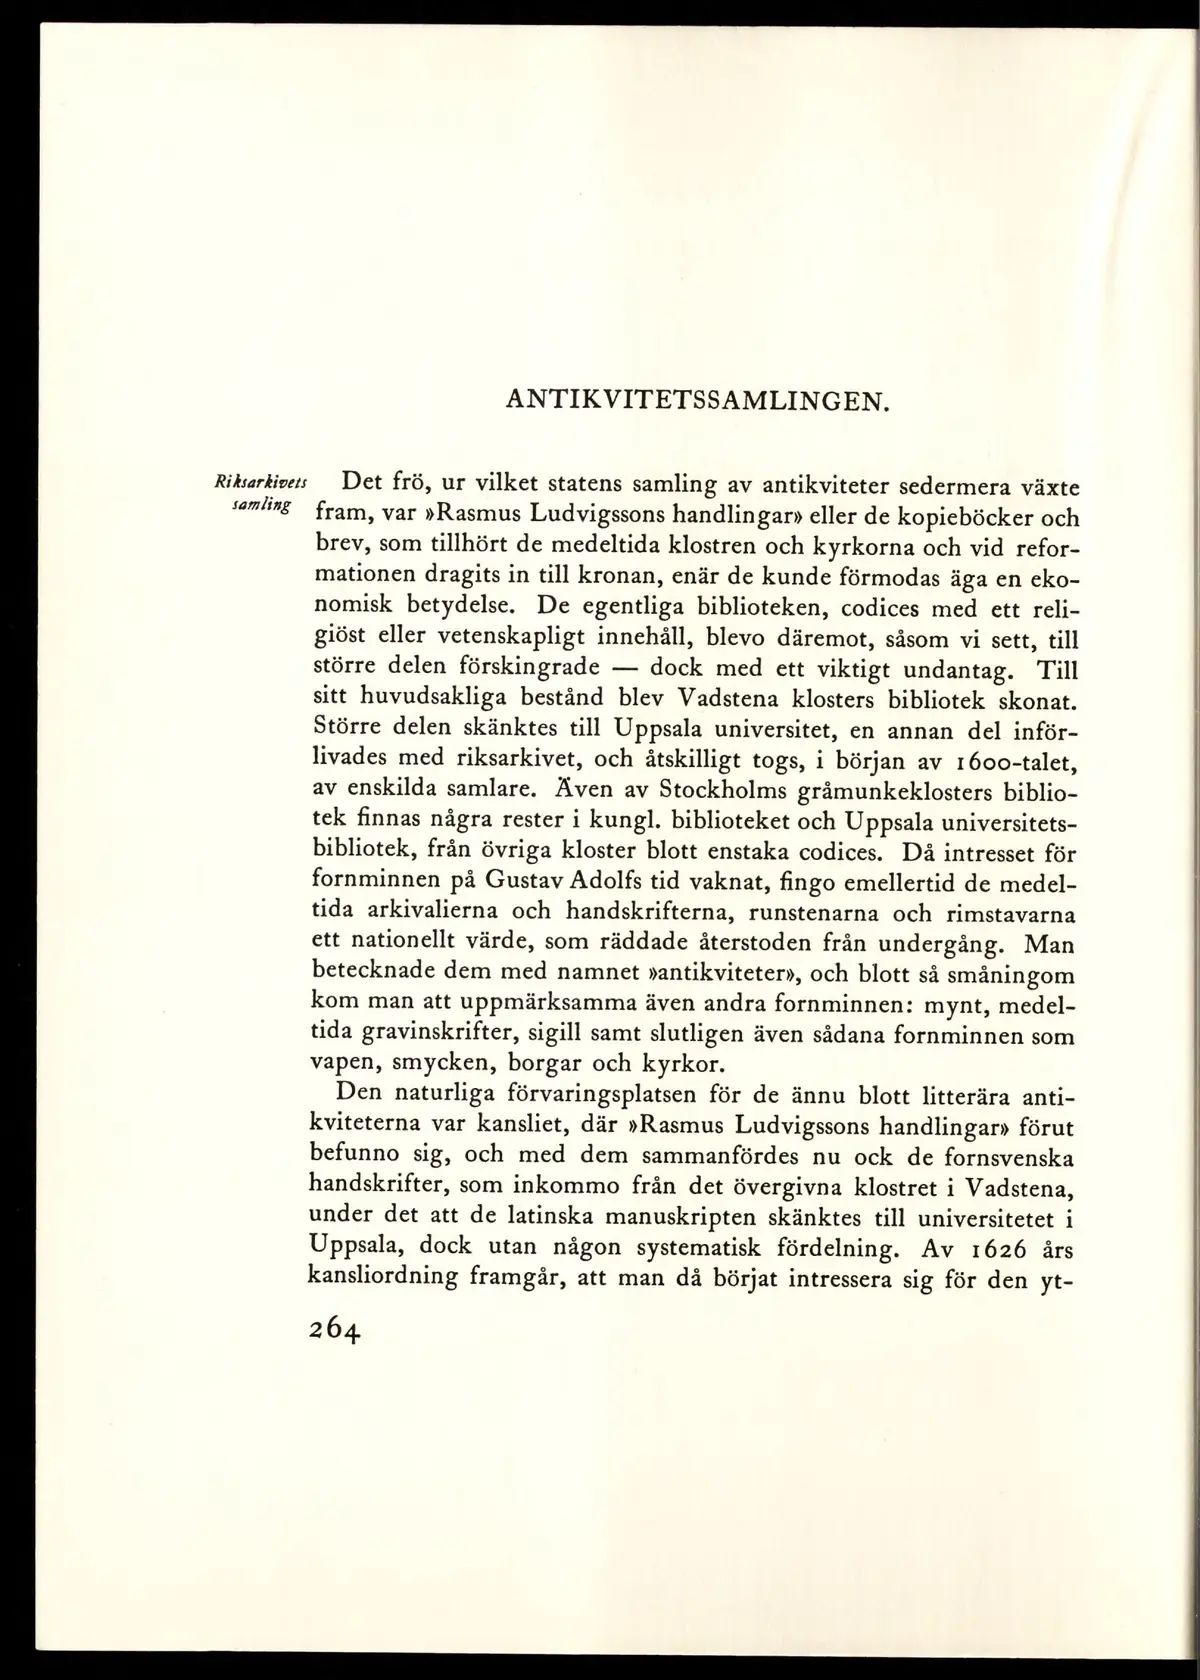 ANTIKVITETSSAMLINGEN.
Riksarkivets
samling
Det frö, ur vilket statens samling av antikviteter sedermera växte
fram, var »Rasmus Ludvigssons handlingar» eller de kopieböcker och
brev, som tillhört de medeltida klostren och kyrkorna och vid refor-
mationen dragits in till kronan, enär de kunde förmodas äga en eko-
nomisk betydelse. De egentliga biblioteken, codices med ett reli-
giöst eller vetenskapligt innehåll, blevo däremot, såsom vi sett, till
större delen förskingrade — dock med ett viktigt undantag. Till
sitt huvudsakliga bestånd blev Vadstena klosters bibliotek skonat.
Större delen skänktes till Uppsala universitet, en annan del inför-
livades med riksarkivet, och åtskilligt togs, i början av 1600-talet,
av enskilda samlare. Även av Stockholms gråmunkeklosters biblio-
tek finnas några rester i kungl. biblioteket och Uppsala universitets-
bibliotek, från övriga kloster blott enstaka codices. Då intresset för
fornminnen på Gustav Adolfs tid vaknat, fingo emellertid de medel-
tida arkivalierna och handskrifterna, runstenarna och rimstavarna
ett nationellt värde, som räddade återstoden från undergång. Man
betecknade dem med namnet »antikviteter», och blott så småningom
kom man att uppmärksamma även andra fornminnen: mynt, medel-
tida gravinskrifter, sigill samt slutligen även sådana fornminnen som
vapen, smycken, borgar och kyrkor.
Den naturliga förvaringsplatsen för de ännu blott litterära anti-
kviteterna var kansliet, där »Rasmus Ludvigssons handlingar» förut
befunno sig, och med dem sammanfördes nu ock de fornsvenska
handskrifter, som inkommo från det övergivna klostret i Vadstena,
under det att de latinska manuskripten skänktes till universitetet i
Uppsala, dock utan någon systematisk fördelning. Av 1626 års
kansliordning framgår, att man då börjat intressera sig för den yt-
264